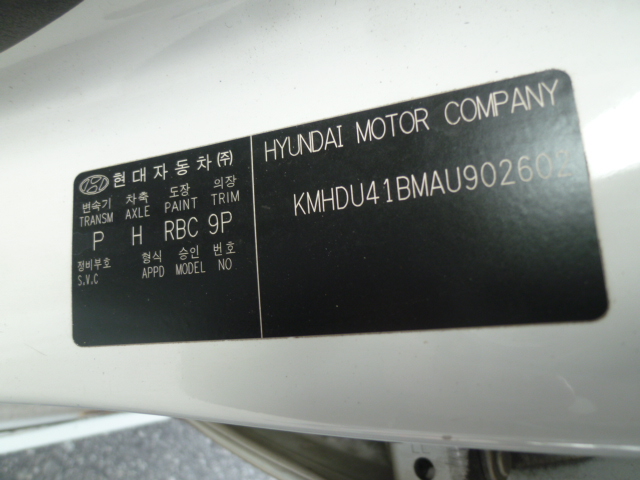 현대자동차㈜
변속기 차축 도장 의장
TRANSM AXLE PAINT TRIM
P H RBC 9P
정비부호 형식 승인 번호
S.V.C APPD MODEL NO
HYUNDAI MOTOR COMPANY